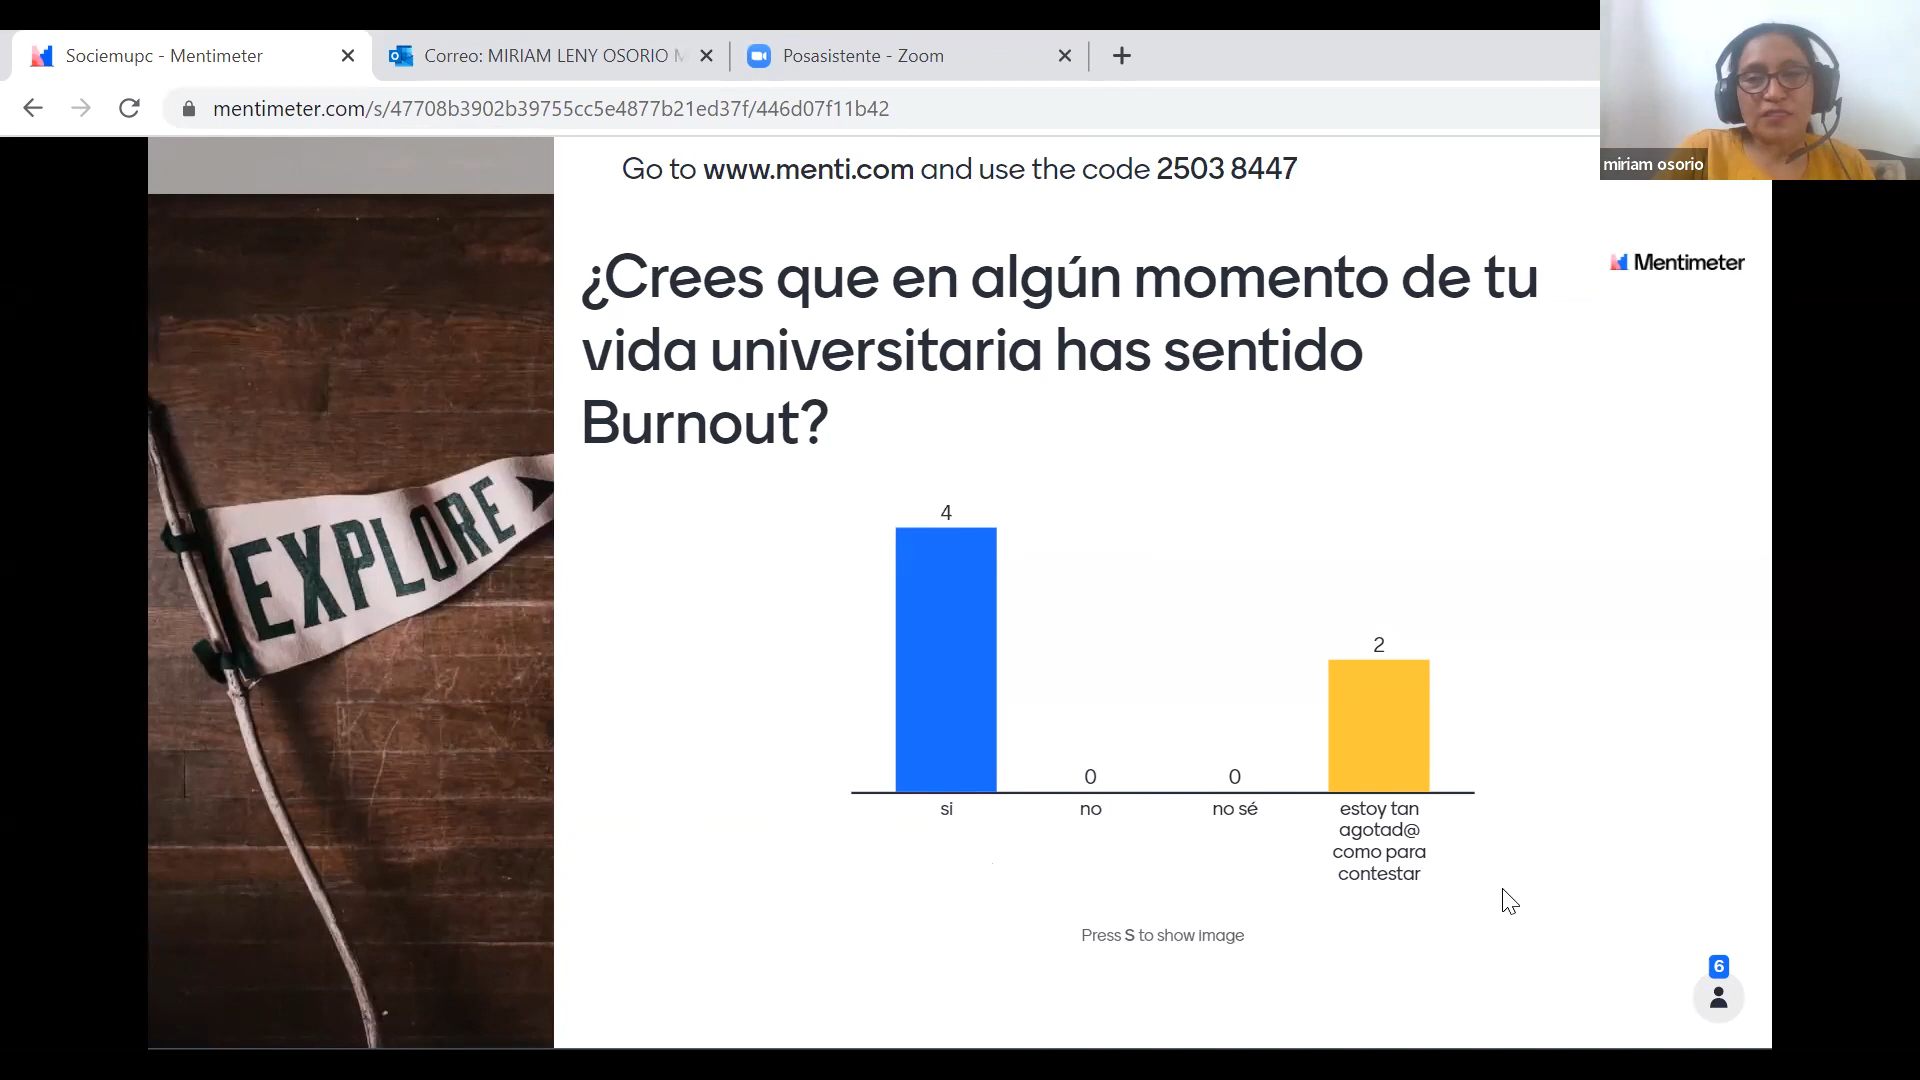 Sociemupc - Mentimeter
Correo: MIRIAM LENY OSORIO M
Posasistente - Zoom
mentimeter.com/s/47708b3902b39755cc5e4877b21ed37f/446d07f11b42
miriam osorio
Go to www.menti.com and use the code 2503 8447
Mentimeter
¿Crees que en algún momento de tu
vida universitaria has sentido
Burnout?
EXPLORE
4
0
0
2
si
no
no sé
estoy tan
agotad@
como para
contestar
Press S to show image
6